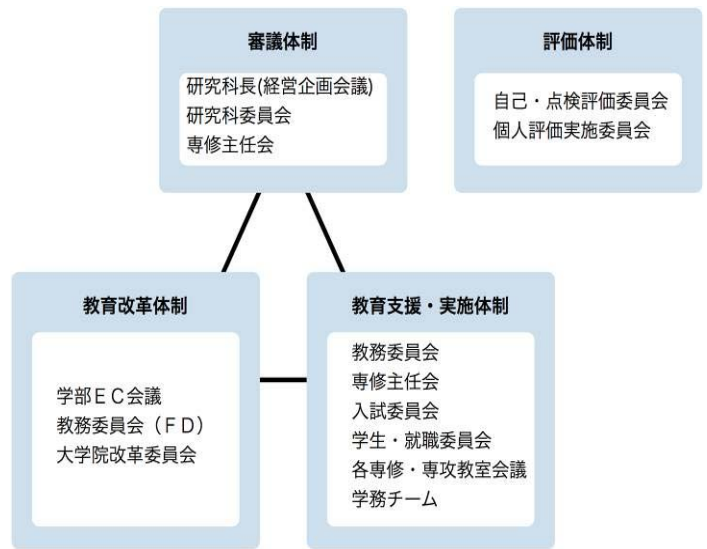 審議体制
研究科長(経営企画会議)
研究科委員会
専修主任会
評価体制
自己・点検評価委員会
個人評価実施委員会
教育改革体制
学部ＥＣ会議
教務委員会（ＦＤ）
大学院改革委員会
教育支援・実施体制
教務委員会
専修主任会
入試委員会
学生・就職委員会
各専修・専攻教室会議
学務チーム